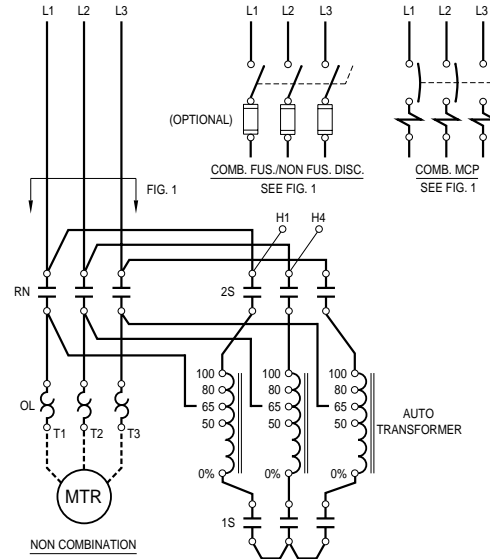 L1 L2 L3
L1 L2 L3
L1 L2 L3
(OPTIONAL)
COMB. FUS./NON FUS. DISC.
SEE FIG. 1
COMB. MCP
SEE FIG. 1
FIG. 1
H1 H4
RN
2S
100 100 100
80 80 80
65 65 65
50 50 50
OL
T1 T2 T3
AUTO
TRANSFORMER
0% 0% 0%
MTR
1S
NON COMBINATION